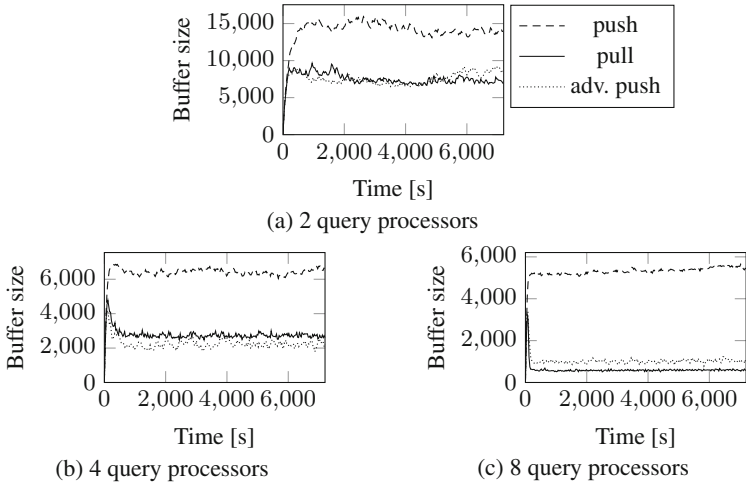 15,000
10,000
5,000
0
Buffer size
0
2,000
4,000
6,000
Time [s]
push
pull
adv. push
(a) 2 query processors
6,000
4,000
2,000
0
Buffer size
0
2,000
4,000
6,000
Time [s]
(b) 4 query processors
6,000
4,000
2,000
0
Buffer size
0
2,000
4,000
6,000
Time [s]
(c) 8 query processors